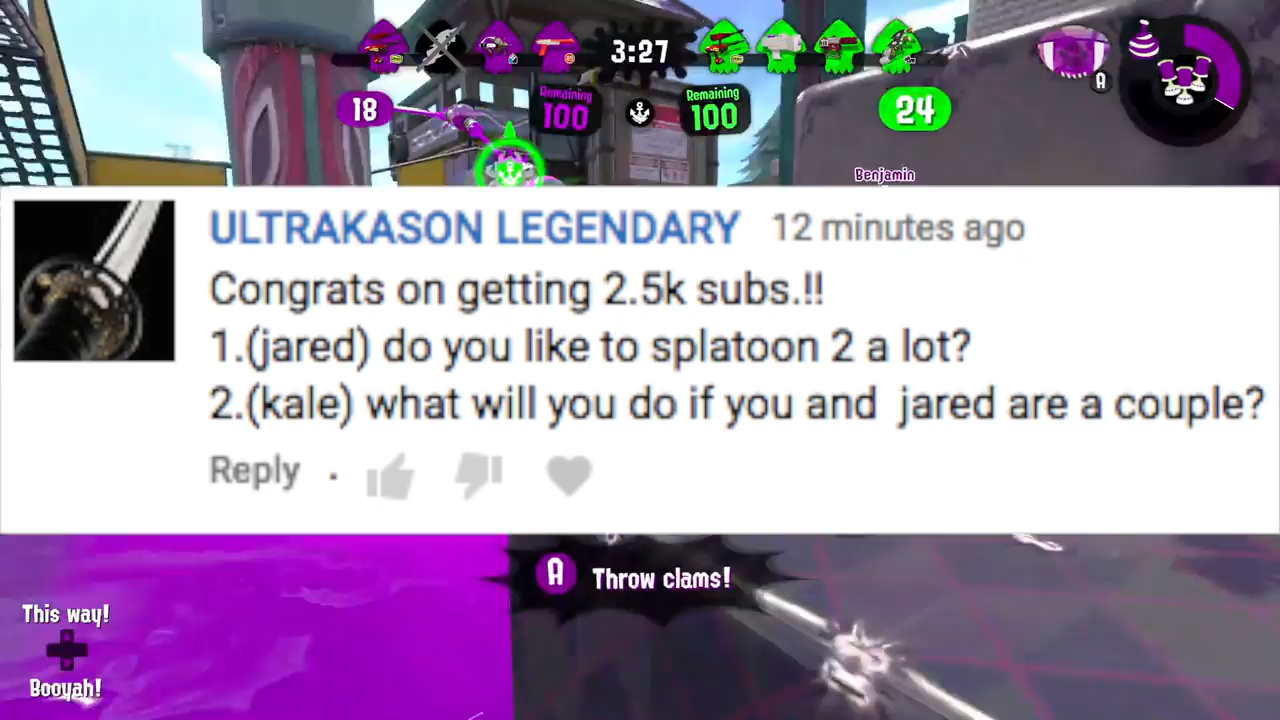 3:27
18
Remaining
100
Remaining
100
24
A
Benjamin
ULTRAKASON LEGENDARY 12 minutes ago
Congrats on getting 2.5k subs.!!
1.(jared) do you like to splatoon 2 a lot?
2.(kale) what will you do if you and jared are a couple?
Reply
A Throw clams!
This way!
Booyah!